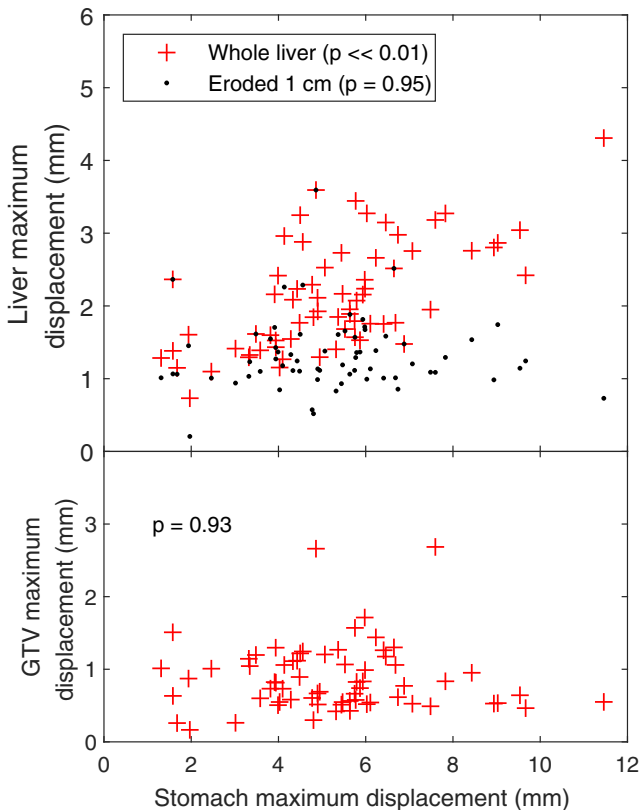 6
Whole liver (p << 0.01)
Eroded 1 cm (p = 0.95)
5
4
3
2
1
0
Liver maximum
displacement (mm)
p = 0.93
3
2
1
0
GTV maximum
displacement (mm)
0 2 4 6 8 10 12
Stomach maximum displacement (mm)